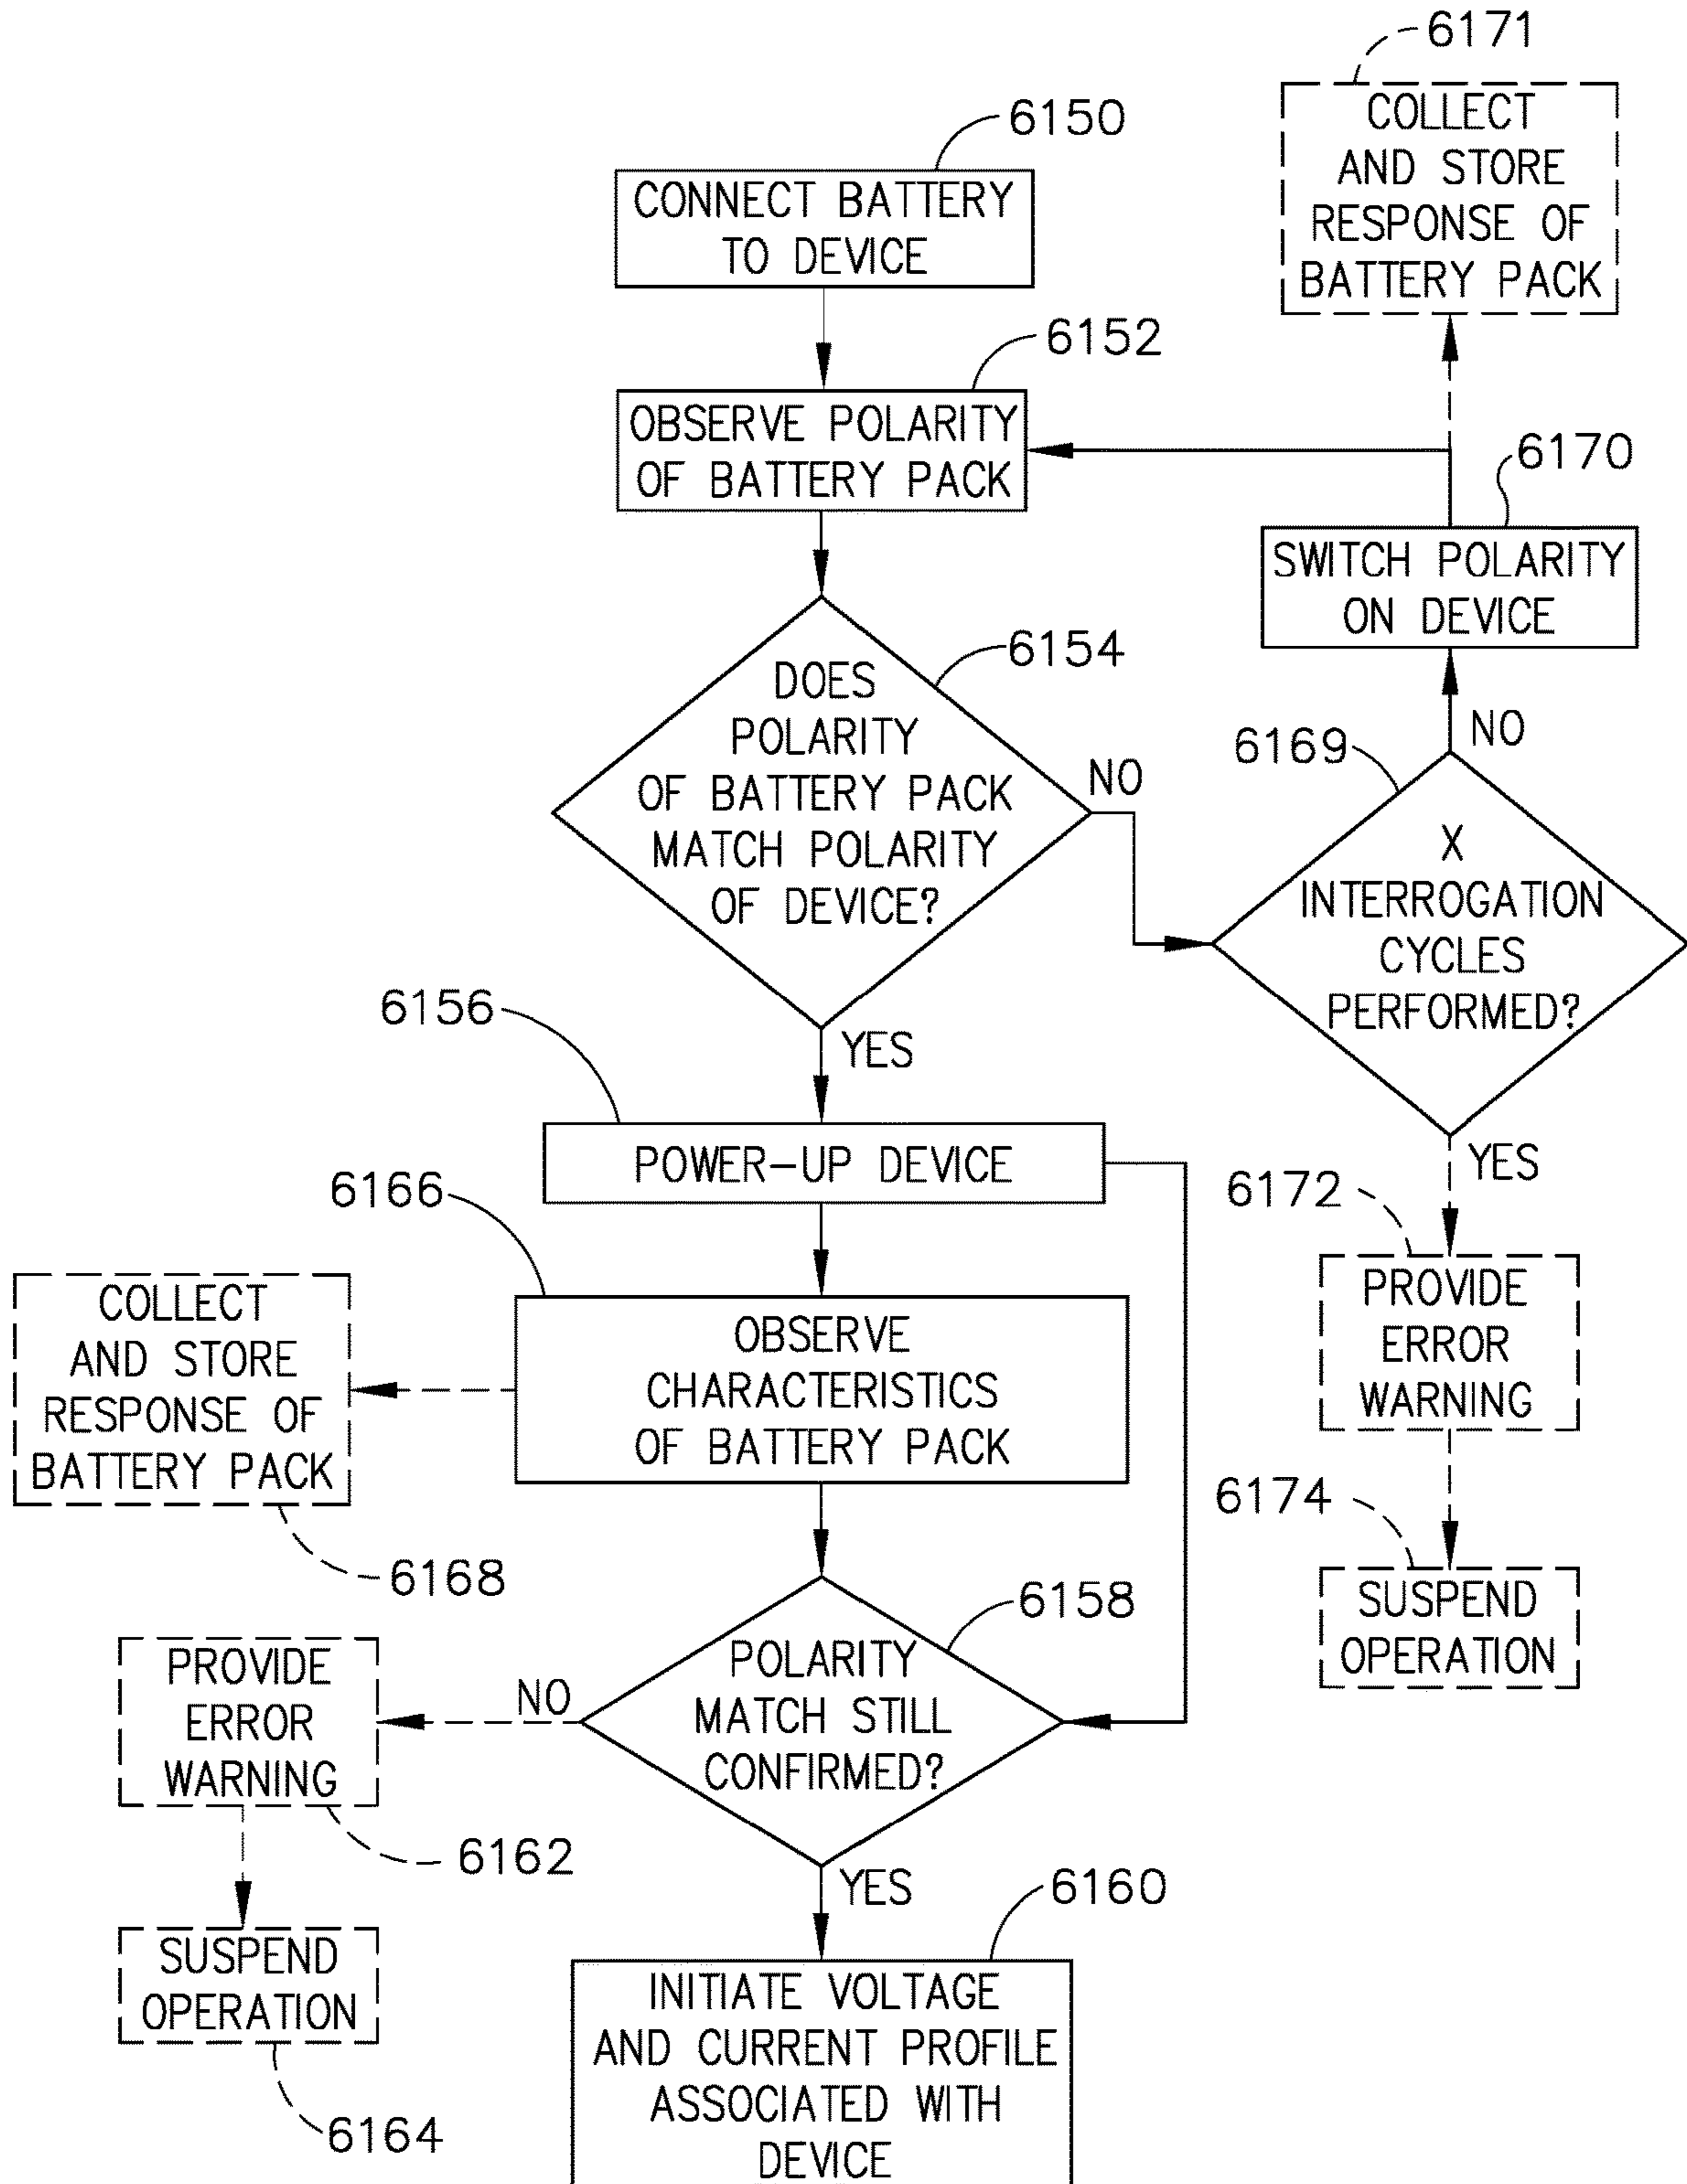 6171
COLLECT
AND STORE
RESPONSE OF
BATTERY PACK
6150
CONNECT BATTERY
TO DEVICE
6152
OBSERVE POLARITY
OF BATTERY PACK
6170
SWITCH POLARITY
ON DEVICE
6154
DOES
POLARITY
OF BATTERY PACK
MATCH POLARITY
OF DEVICE?
NO
6169
NO
X
INTERROGATION
CYCLES
PERFORMED?
YES
6156
YES
POWER-UP DEVICE
6166
OBSERVE
CHARACTERISTICS
OF BATTERY PACK
COLLECT
AND STORE
RESPONSE OF
BATTERY PACK
6168
6172
PROVIDE
ERROR
WARNING
6174
SUSPEND
OPERATION
6158
POLARITY
MATCH STILL
CONFIRMED?
NO
PROVIDE
ERROR
WARNING
6162
SUSPEND
OPERATION
6164
YES
6160
INITIATE VOLTAGE
AND CURRENT PROFILE
ASSOCIATED WITH
DEVICE